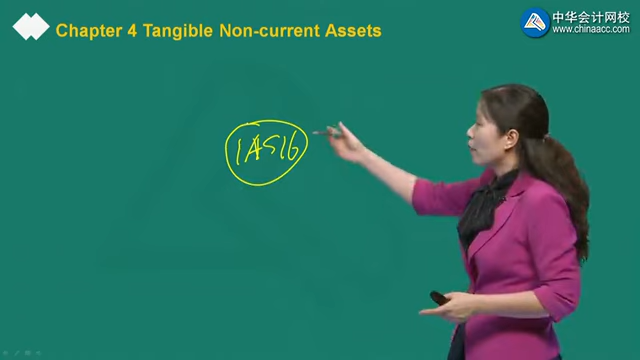 Chapter 4 Tangible Non-current Assets
中华会计网校
www.chinaacc.com
IAS16